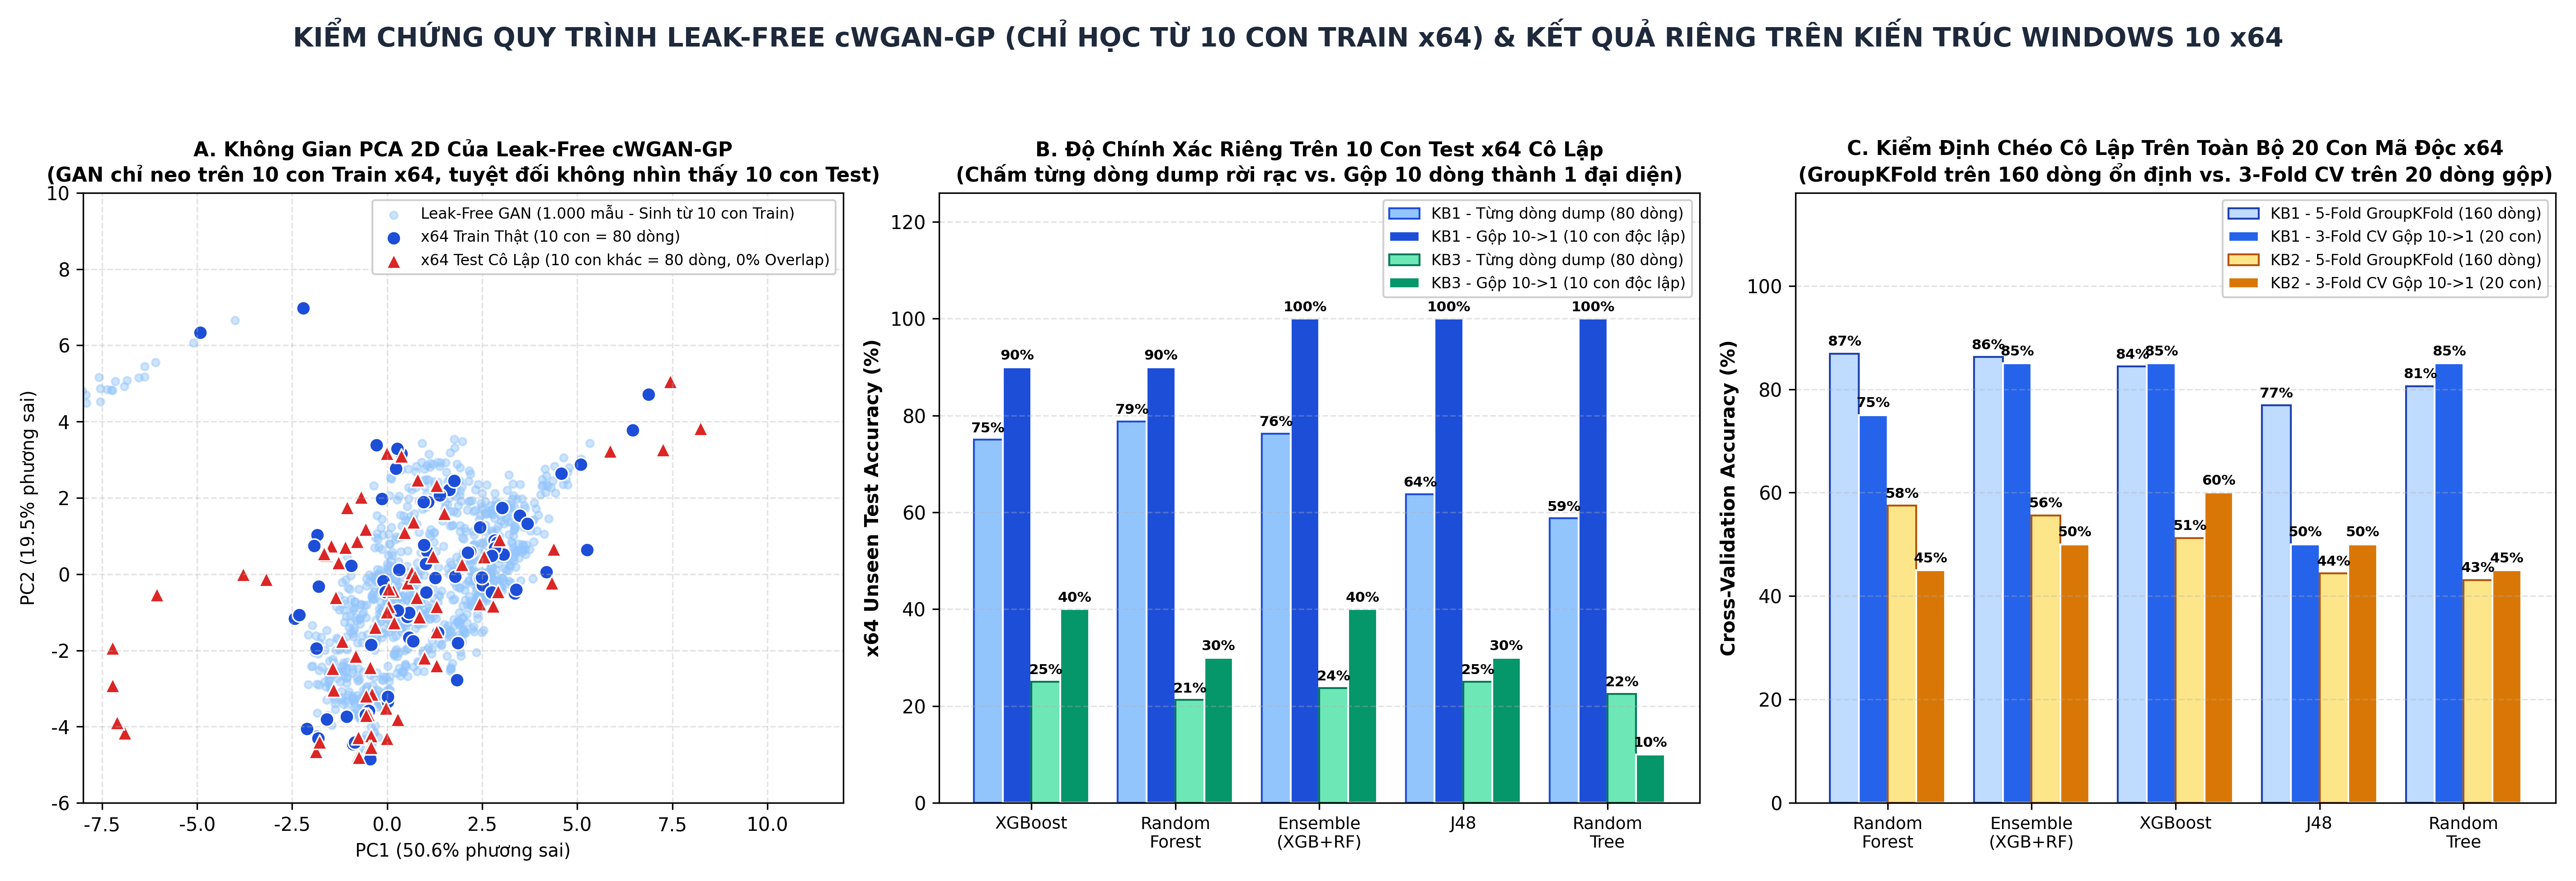 KIỂM CHỨNG QUY TRÌNH LEAK-FREE cWGAN-GP (CHỈ HỌC TỪ 10 CON TRAIN x64) & KẾT QUẢ RIÊNG TRÊN KIẾN TRÚC WINDOWS 10 x64
A. Không Gian PCA 2D Của Leak-Free cWGAN-GP
(GAN chỉ neo trên 10 con Train x64, tuyệt đối không nhìn thấy 10 con Test)
Leak-Free GAN (1.000 mẫu - Sinh từ 10 con Train)
x64 Train Thật (10 con = 80 dòng)
x64 Test Cô Lập (10 con khác = 80 dòng, 0% Overlap)
PC2 (19.5% phương sai)
10
8
6
4
2
0
-2
-4
-6
-7.5 -5.0 -2.5 0.0 2.5 5.0 7.5 10.0
PC1 (50.6% phương sai)
B. Độ Chính Xác Riêng Trên 10 Con Test x64 Cô Lập
(Chấm từng dòng dump rời rạc vs. Gộp 10 dòng thành 1 đại diện)
KB1 - Từng dòng dump (80 dòng)
KB1 - Gộp 10->1 (10 con độc lập)
KB3 - Từng dòng dump (80 dòng)
KB3 - Gộp 10->1 (10 con độc lập)
x64 Unseen Test Accuracy (%)
120
100
80
60
40
20
0
75% 90% 25% 40%
79% 90% 21% 30%
76% 100% 24% 40%
64% 100% 25% 30%
59% 100% 22% 10%
XGBoost
Random
Forest
Ensemble
(XGB+RF)
J48
Random
Tree
C. Kiểm Định Chéo Cô Lập Trên Toàn Bộ 20 Con Mã Độc x64
(GroupKFold trên 160 dòng ổn định vs. 3-Fold CV trên 20 dòng gộp)
KB1 - 5-Fold GroupKFold (160 dòng)
KB1 - 3-Fold CV Gộp 10->1 (20 con)
KB2 - 5-Fold GroupKFold (160 dòng)
KB2 - 3-Fold CV Gộp 10->1 (20 con)
Cross-Validation Accuracy (%)
100
80
60
40
20
0
87% 75% 58% 45%
86% 85% 56% 50%
84% 85% 51% 60%
77% 50% 44% 50%
81% 85% 43% 45%
Random
Forest
Ensemble
(XGB+RF)
XGBoost
J48
Random
Tree